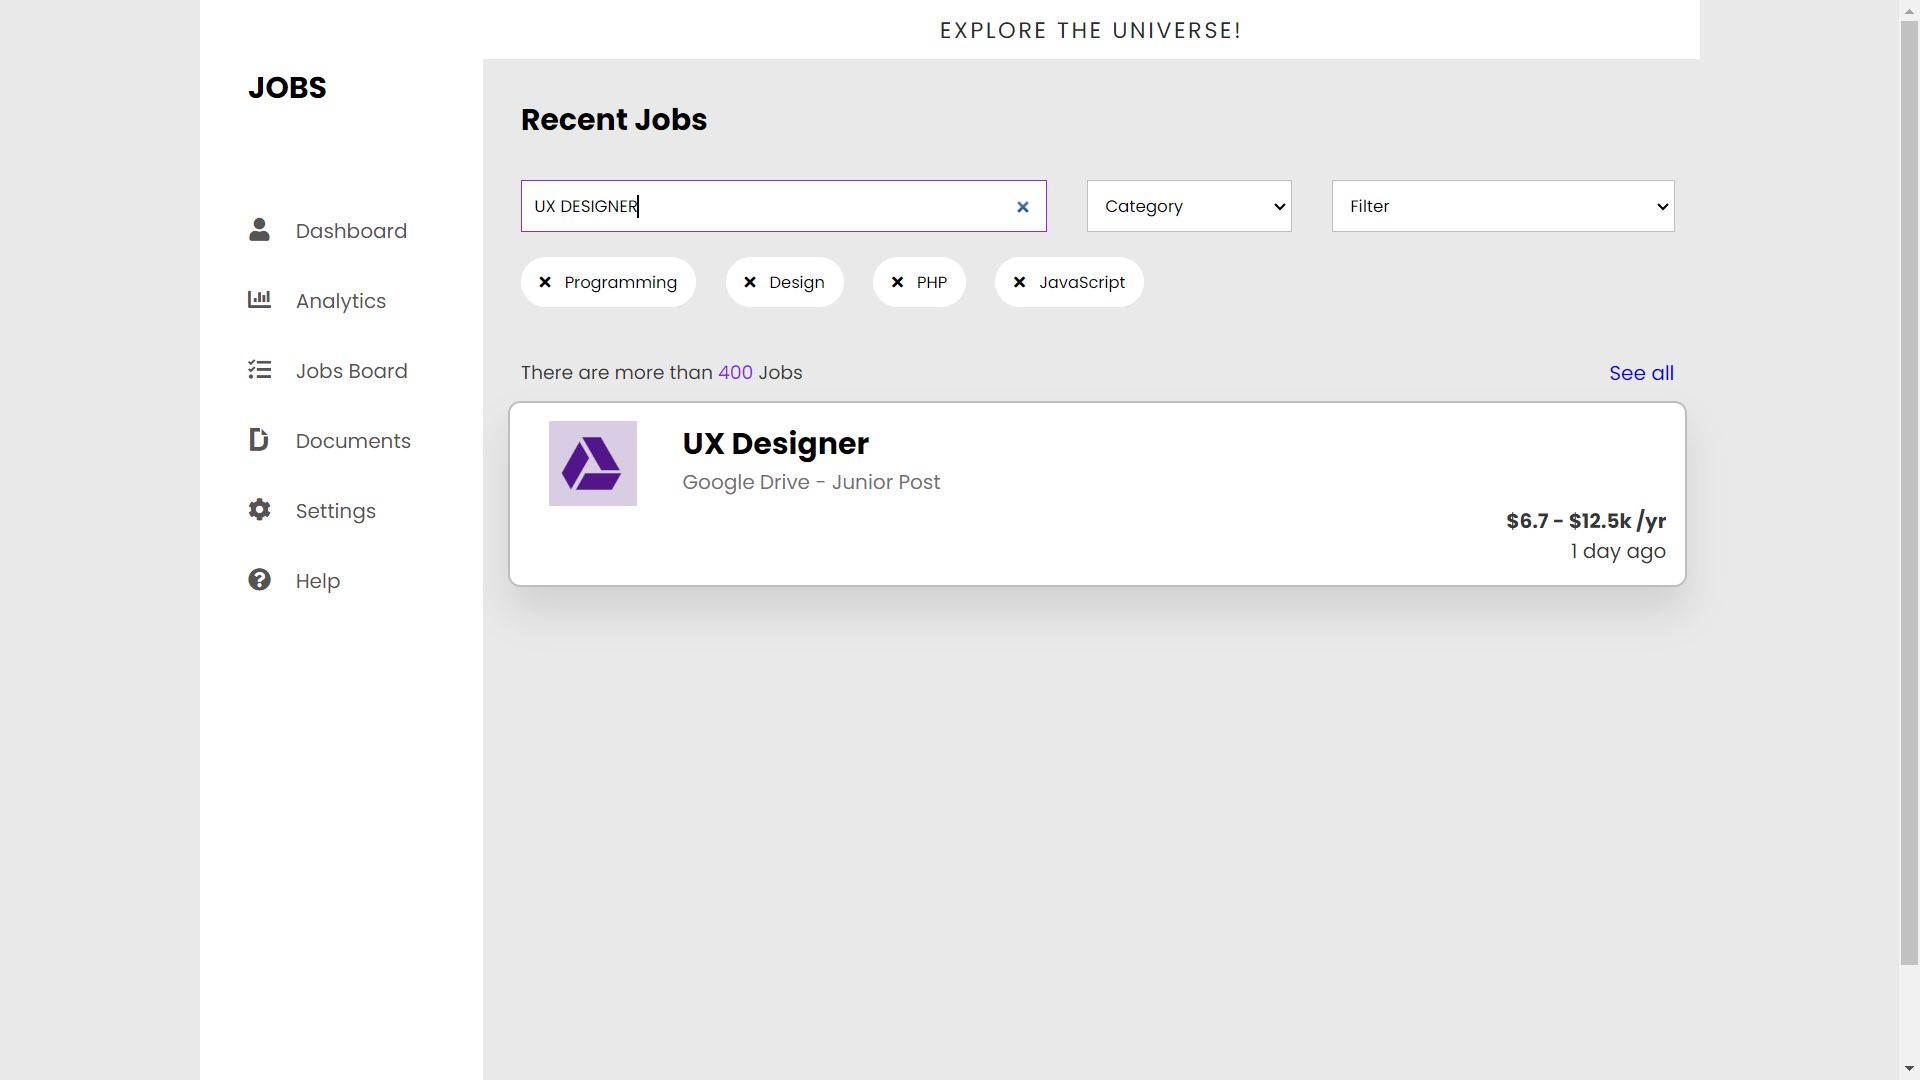 EXPLORE THE UNIVERSE!
JOBS
Dashboard
Analytics
Jobs Board
Documents
Settings
Help
Recent Jobs
UX DESIGNER
Category
Filter
Programming
Design
PHP
JavaScript
There are more than 400 Jobs
See all
UX Designer
Google Drive - Junior Post
$6.7 - $12.5k /yr
1 day ago